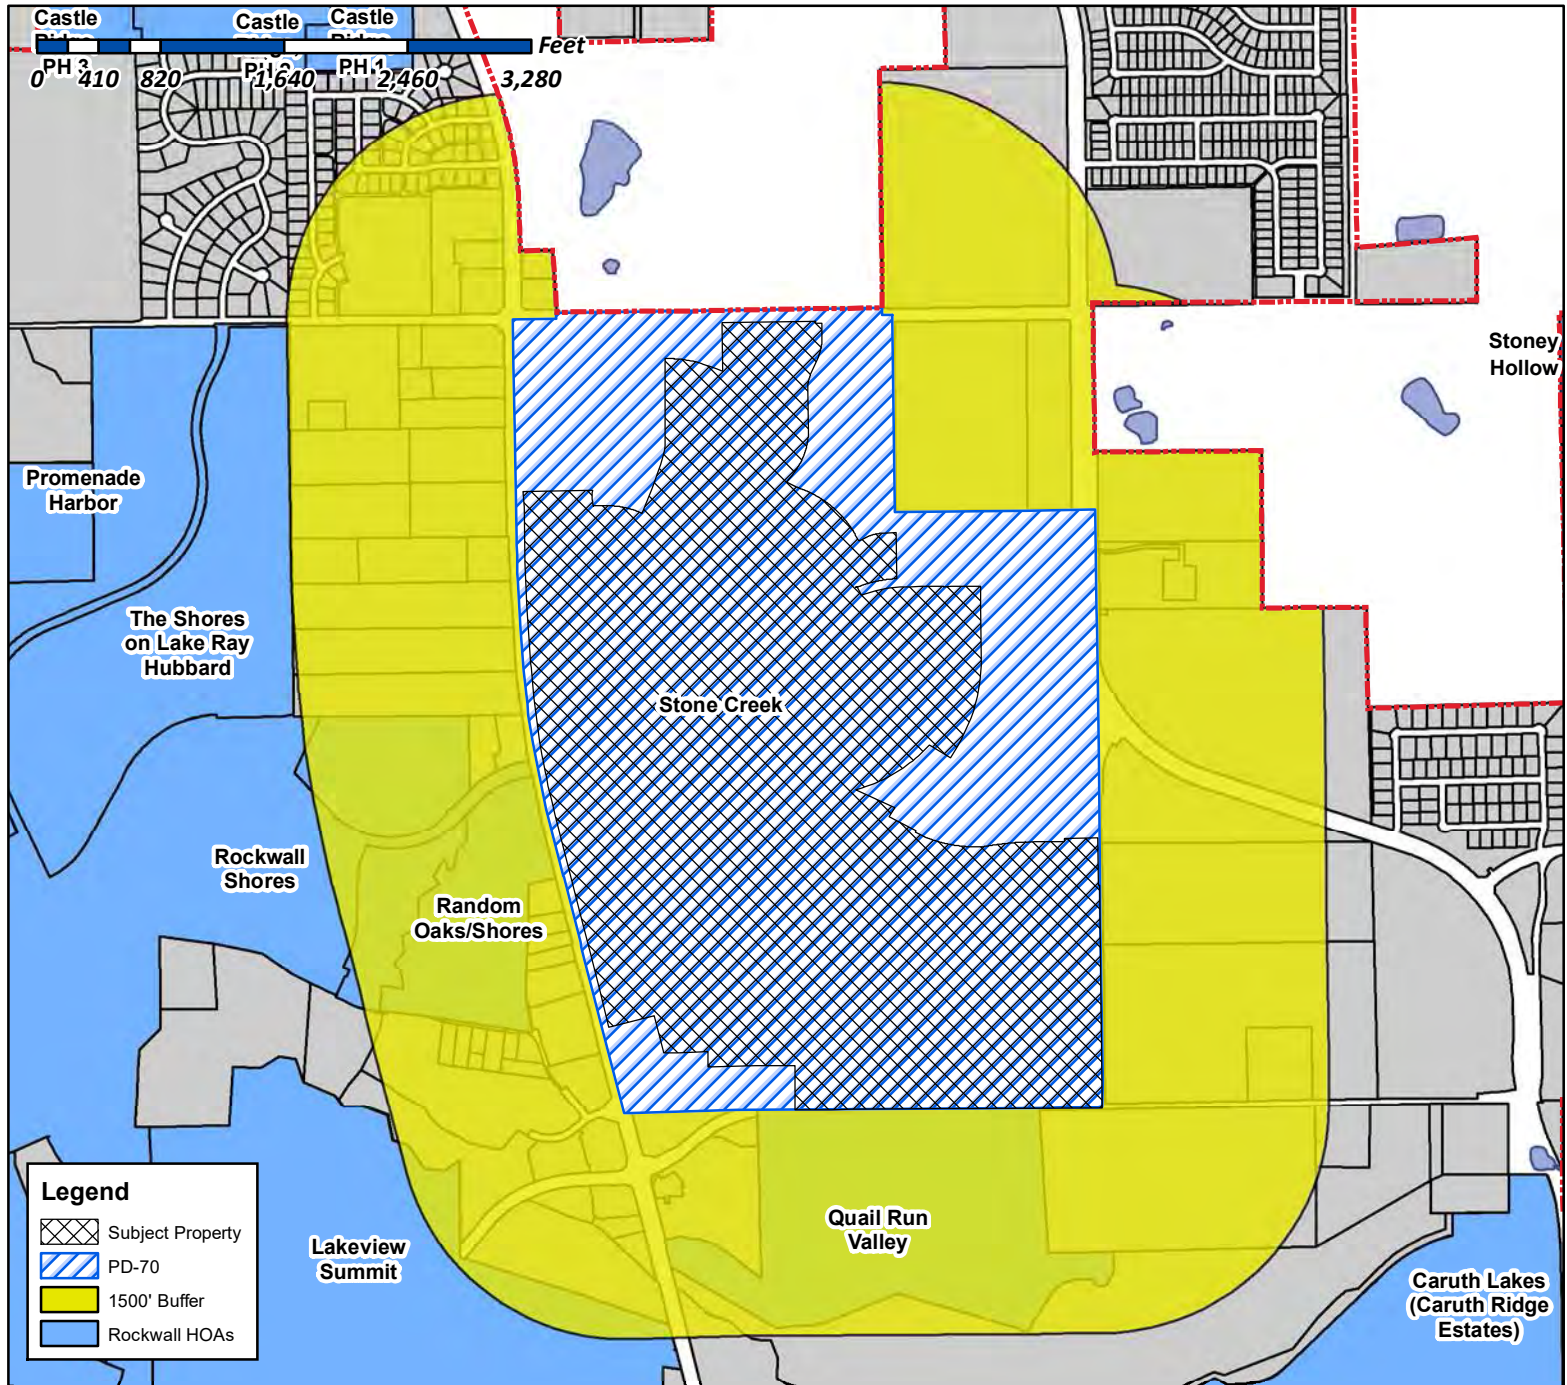 Castle
Ridge
PH 3
Castle
Castle
Ridge
PH 1
Feet
0 410 820 1,640 2,460 3,280
Stoney
Hollow
Promenade
Harbor
The Shores
on Lake Ray
Hubbard
Stone Creek
Rockwall
Shores
Random
Oaks/Shores
Quail Run
Valley
Lakeview
Summit
Caruth Lakes
(Caruth Ridge
Estates)
Legend
Subject Property
PD-70
1500' Buffer
Rockwall HOAs